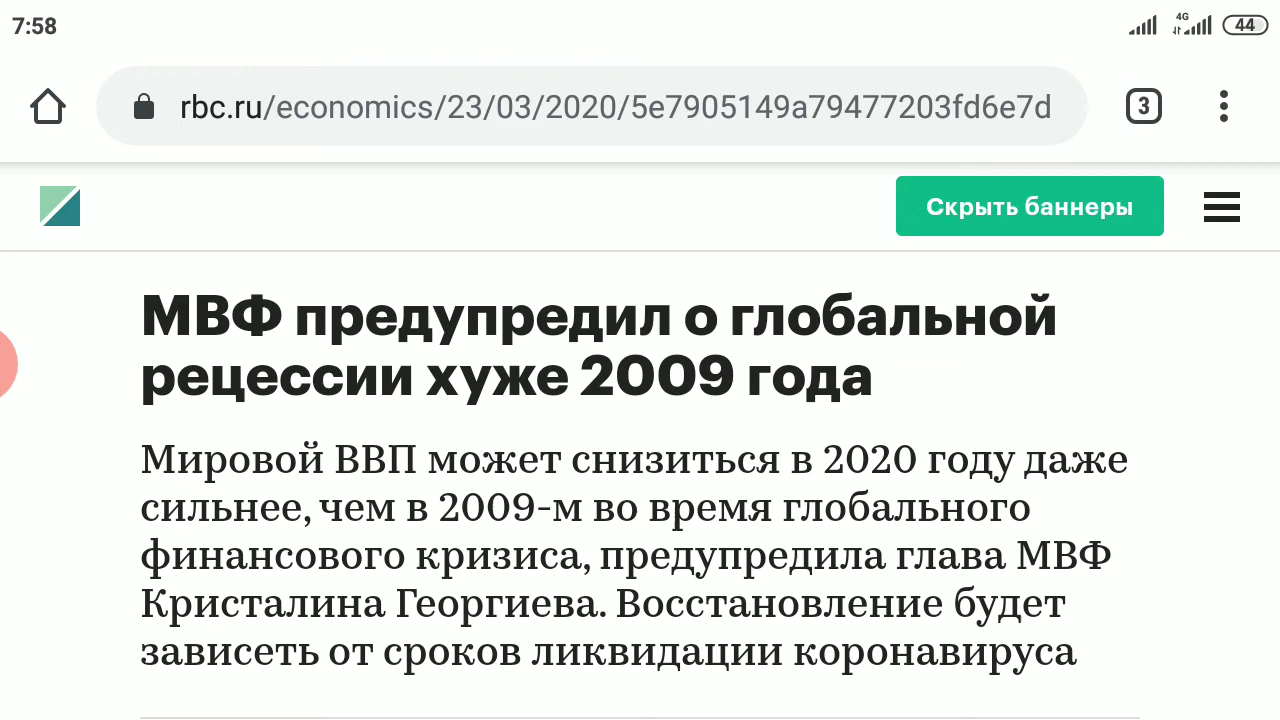 7:58
4G
44
rbc.ru/economics/23/03/2020/5e7905149a79477203fd6e7d
3
Скрыть баннеры
МВФ предупредил о глобальной
рецессии хуже 2009 года
Мировой ВВП может снизиться в 2020 году даже
сильнее, чем в 2009-м во время глобального
финансового кризиса, предупредила глава МВФ
Кристалина Георгиева. Восстановление будет
зависеть от сроков ликвидации коронавируса